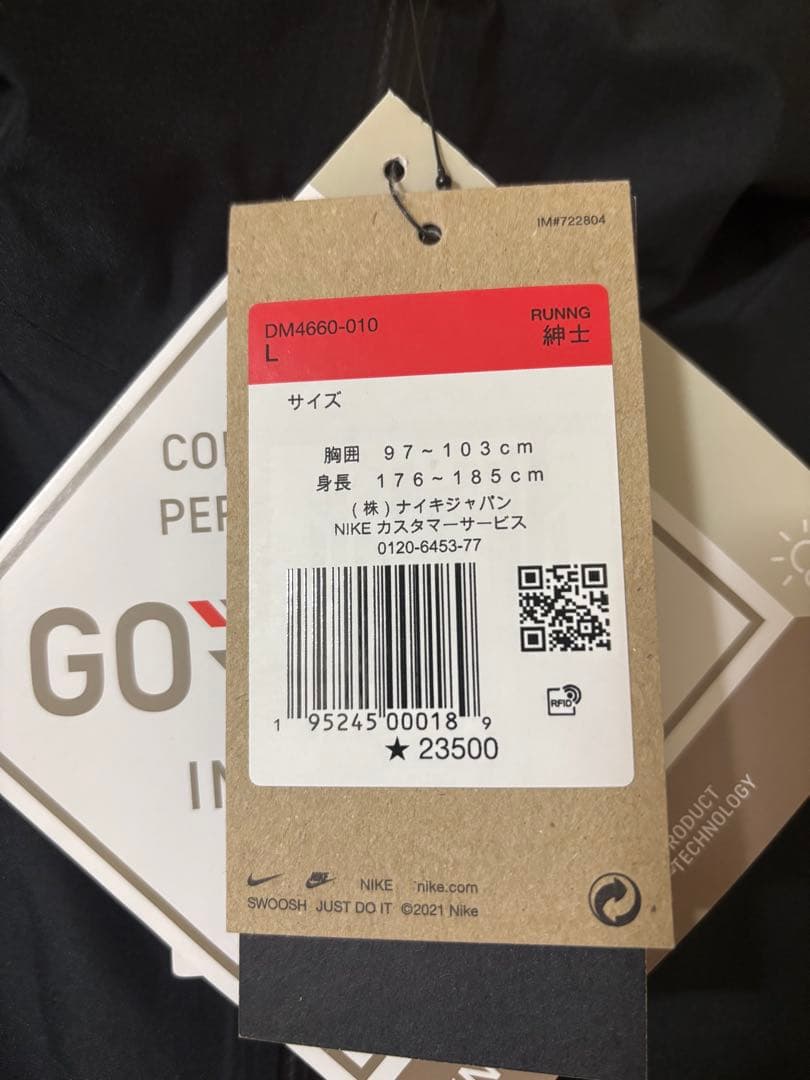 IM#722804
DM4660-010
L
RUNNG
紳士
サイズ
胸囲 97~103cm
身長 176~185cm
(株)ナイキジャパン
NIKE カスタマーサービス
0120-6453-77
1 95245 00018 9
RFID
★ 23500
NIKE nike.com
SWOOSH JUST DO IT ©2021 Nike
GO
PRODUCT
TECHNOLOGY